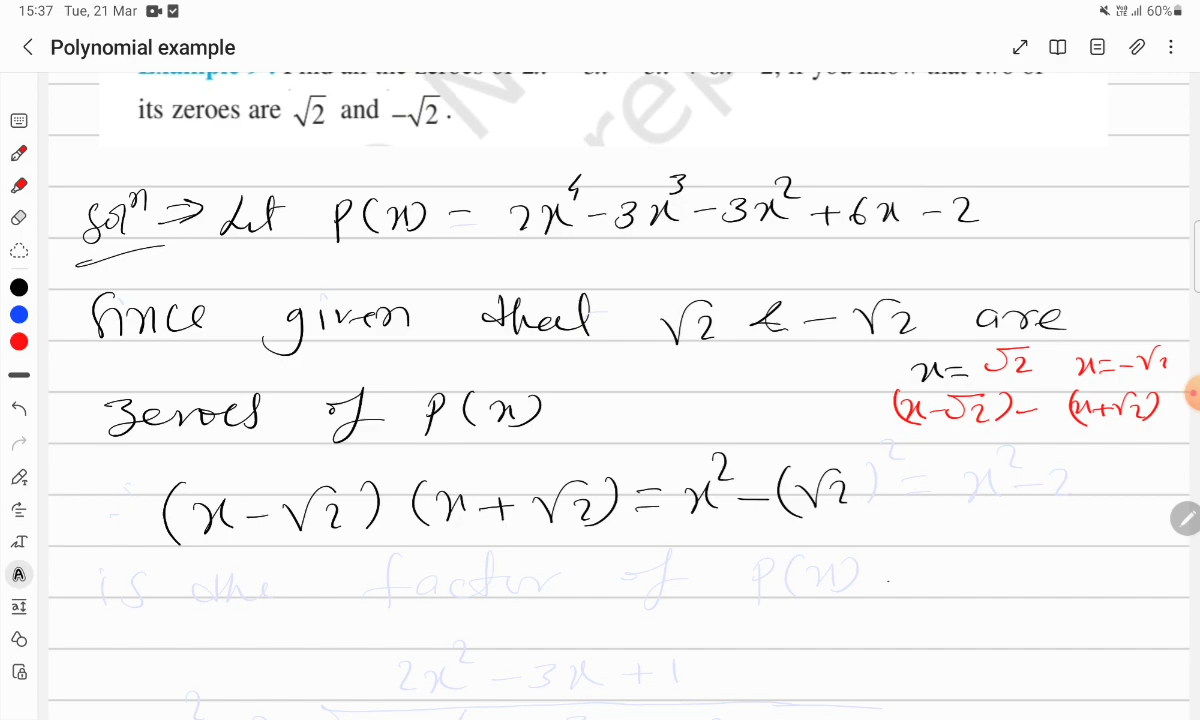 15:37 Tue, 21 Mar 60%
Polynomial example
its zeroes are √2 and −√2.
Solⁿ ⇒ Let P(x) = 2x⁴ − 3x³ − 3x² + 6x − 2
Since given that √2 & − √2 are
x = √2 x = −√2
zeroes of P(x)
(x − √2) − (x + √2)
(x − √2) (x + √2) = x² − (√2)² = x² − 2
is the factor of P(x).
2x² − 3x + 1